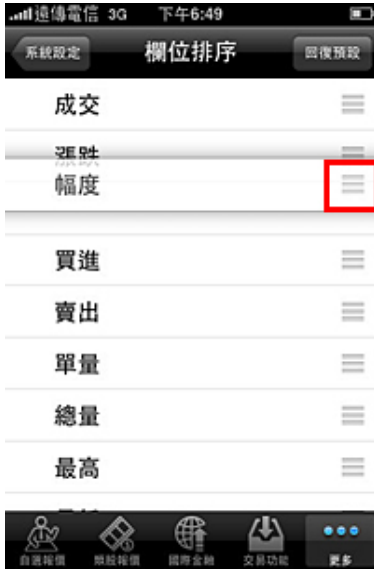 遠傳電信 3G 下午6:49
系統設定 欄位排序 回復預設
成交
漲跌
幅度
買進
賣出
單量
總量
最高
自選報價 類股報價 國際金融 交易功能 更多